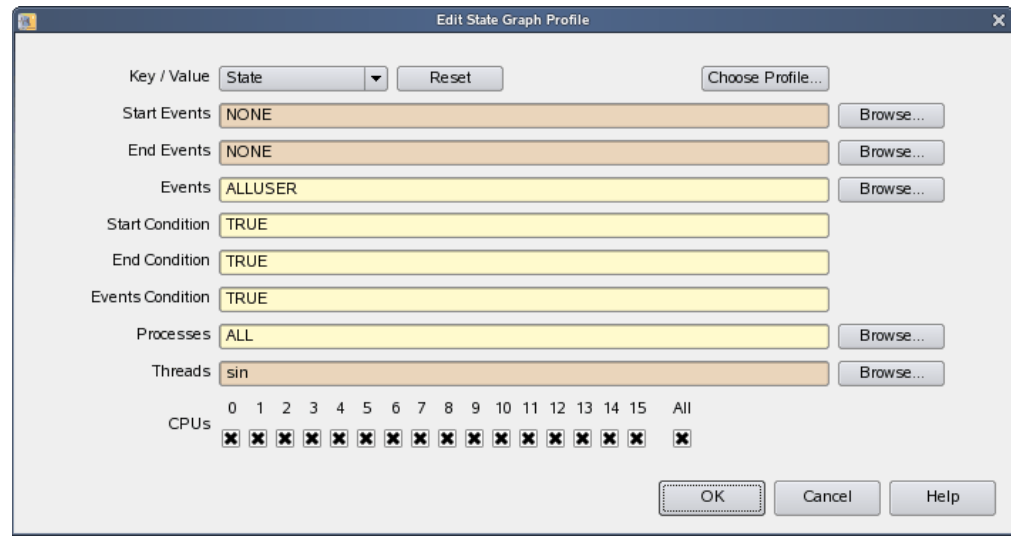 Edit State Graph Profile
Key / Value State Reset Choose Profile...
Start Events NONE Browse...
End Events NONE Browse...
Events ALLUSER Browse...
Start Condition TRUE
End Condition TRUE
Events Condition TRUE
Processes ALL Browse...
Threads sin Browse...
0 1 2 3 4 5 6 7 8 9 10 11 12 13 14 15 All
CPUs
OK Cancel Help